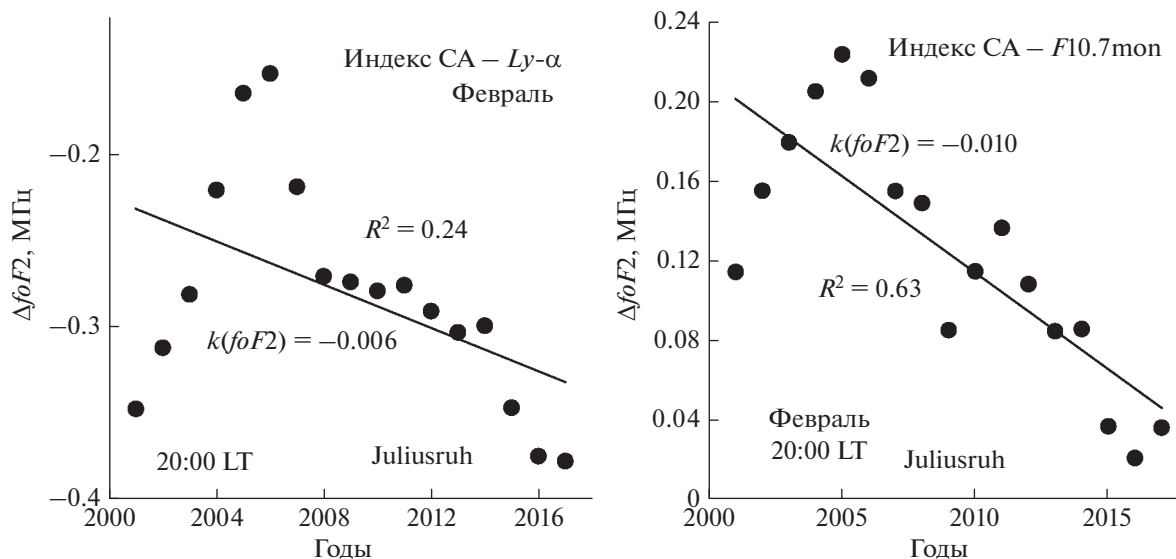 Индекс СА – Ly-α
Февраль
−0.2
−0.3
−0.4
ΔfoF2, МГц
R² = 0.24
k(foF2) = −0.006
20:00 LT
Juliusruh
2000
2004
2008
2012
2016
Годы
0.24
0.20
0.16
0.12
0.08
0.04
0
ΔfoF2, МГц
Индекс СА – F10.7mon
k(foF2) = −0.010
R² = 0.63
Февраль
20:00 LT
Juliusruh
2000
2005
2010
2015
Годы